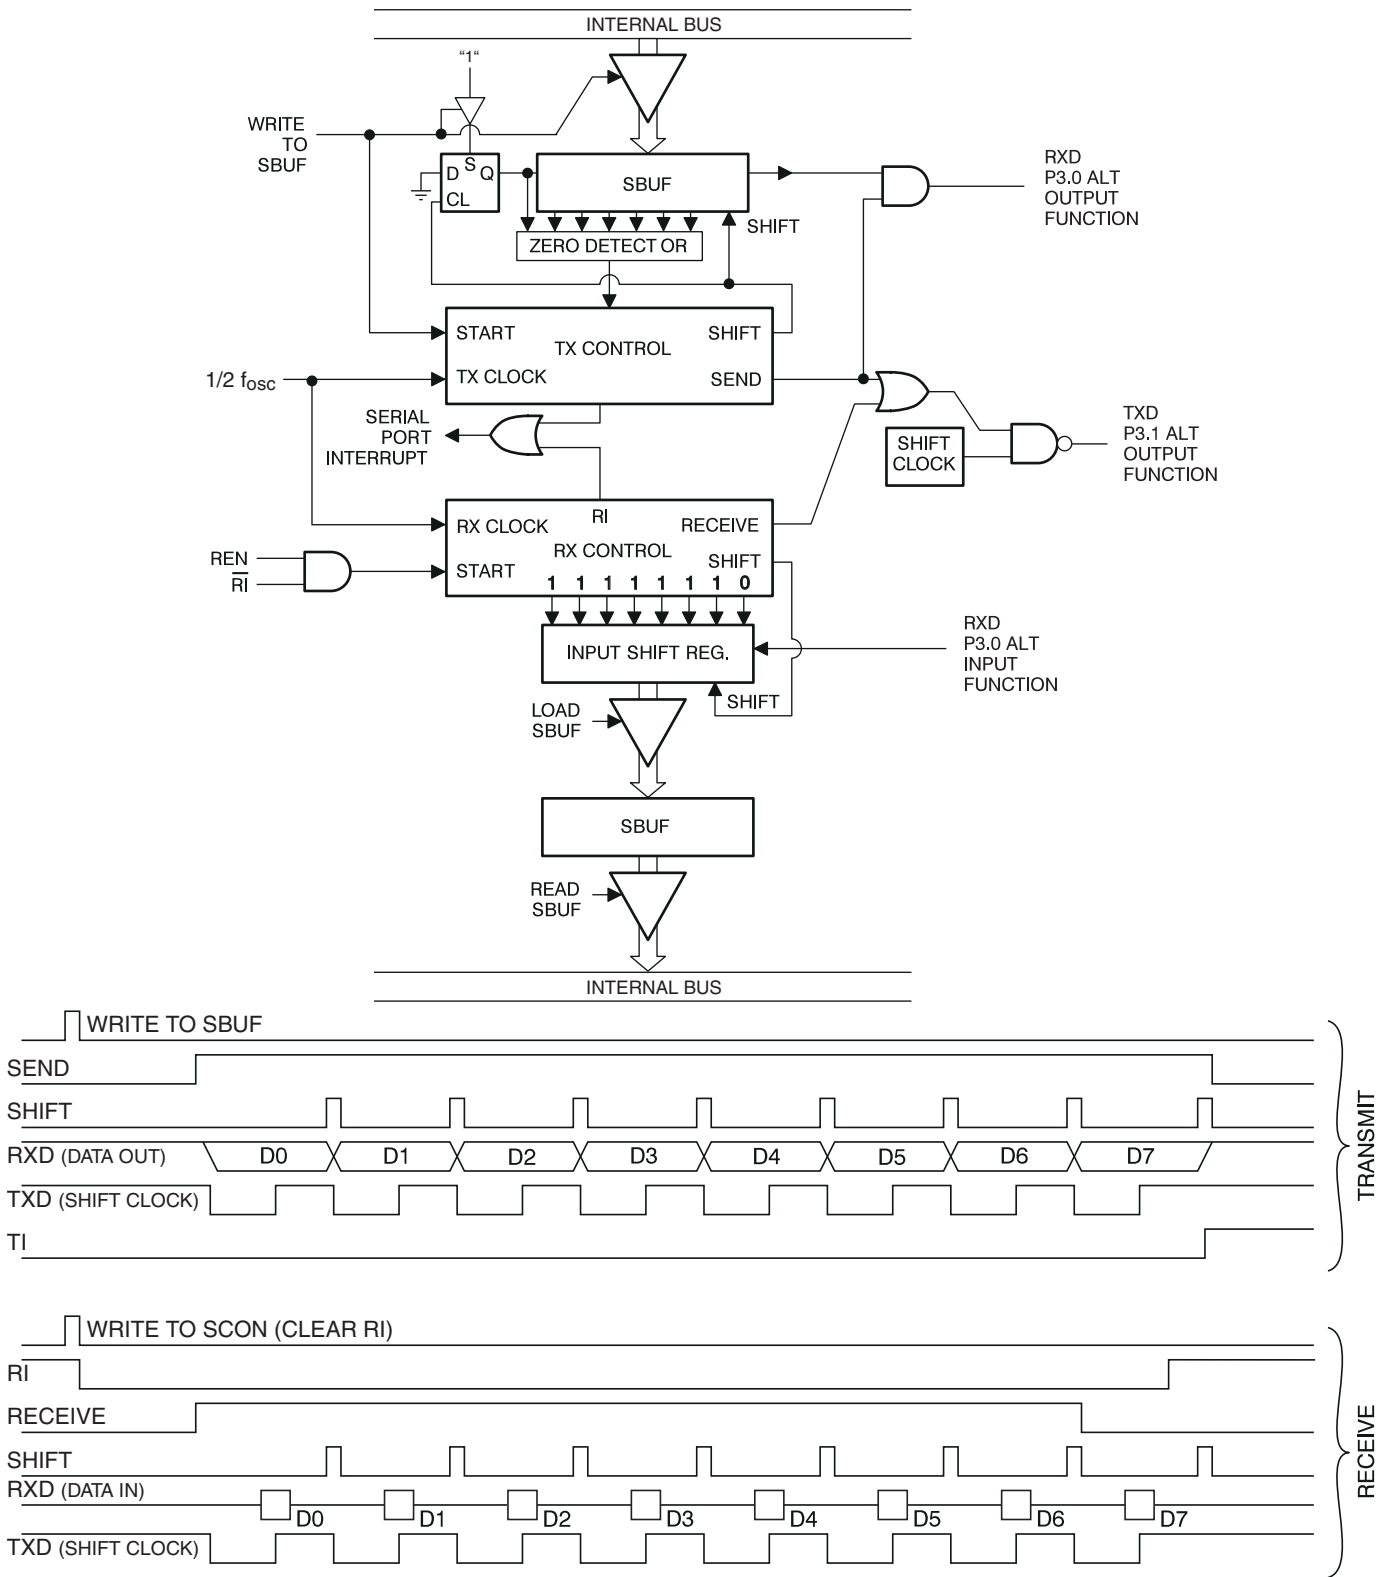 INTERNAL BUS
"1"
WRITE
TO
SBUF
D S Q
CL
SBUF
SHIFT
ZERO DETECT OR
RXD
P3.0 ALT
OUTPUT
FUNCTION
START
TX CONTROL
SHIFT
TX CLOCK
SEND
1/2 fosc
SERIAL
PORT
INTERRUPT
SHIFT
CLOCK
TXD
P3.1 ALT
OUTPUT
FUNCTION
RX CLOCK
RI
RECEIVE
RX CONTROL
SHIFT
START
1 1 1 1 1 1 1 0
REN
R̅I̅
INPUT SHIFT REG.
RXD
P3.0 ALT
INPUT
FUNCTION
SHIFT
LOAD
SBUF
SBUF
READ
SBUF
INTERNAL BUS
WRITE TO SBUF
SEND
SHIFT
RXD (DATA OUT) D0 D1 D2 D3 D4 D5 D6 D7
TXD (SHIFT CLOCK)
TI
TRANSMIT
WRITE TO SCON (CLEAR RI)
RI
RECEIVE
SHIFT
RXD (DATA IN) D0 D1 D2 D3 D4 D5 D6 D7
TXD (SHIFT CLOCK)
RECEIVE